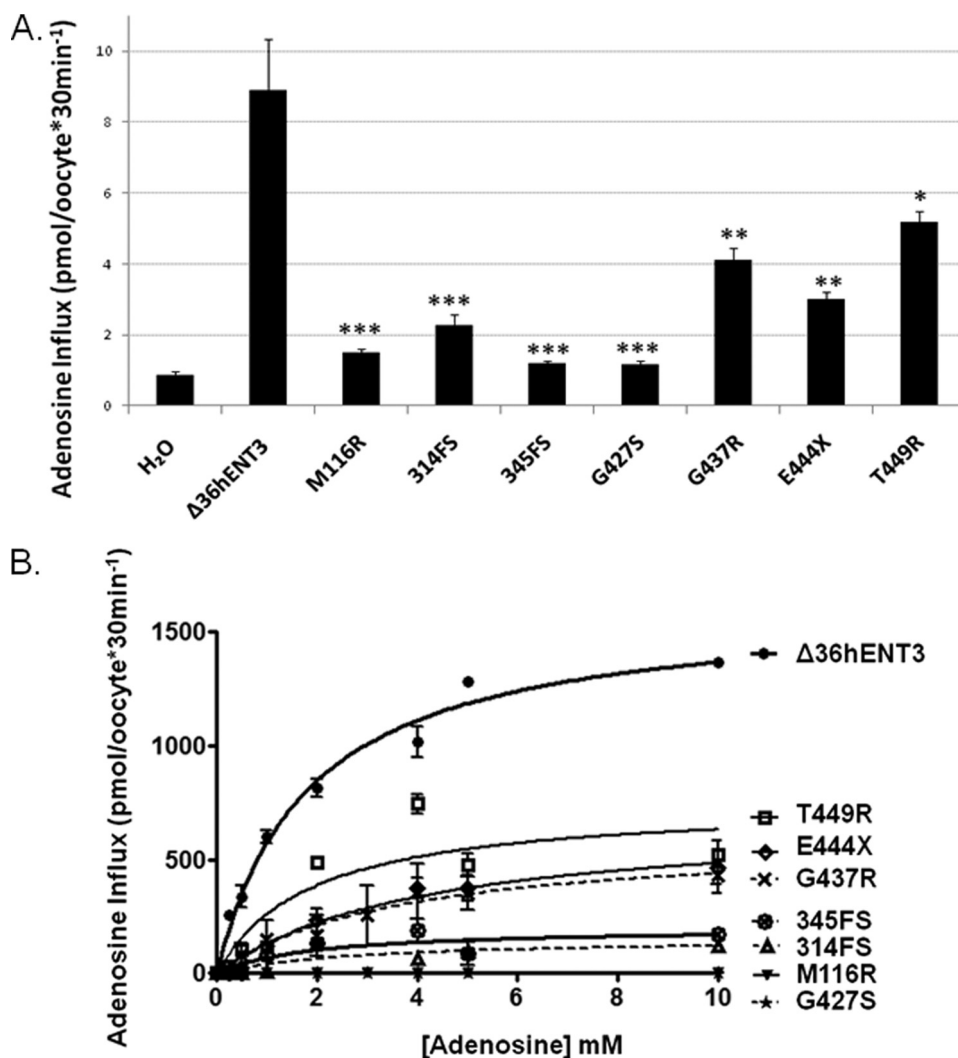 A.
Adenosine Influx (pmol/oocyte*30min⁻¹)
10
8
6
4
2
0
***
***
***
***
**
**
*
H₂O
Δ36hENT3
M116R
314FS
345FS
G427S
G437R
E444X
T449R
B.
Adenosine Influx (pmol/oocyte*30min⁻¹)
1500
1000
500
0
0
2
4
6
8
10
[Adenosine] mM
Δ36hENT3
T449R
E444X
G437R
345FS
314FS
M116R
G427S